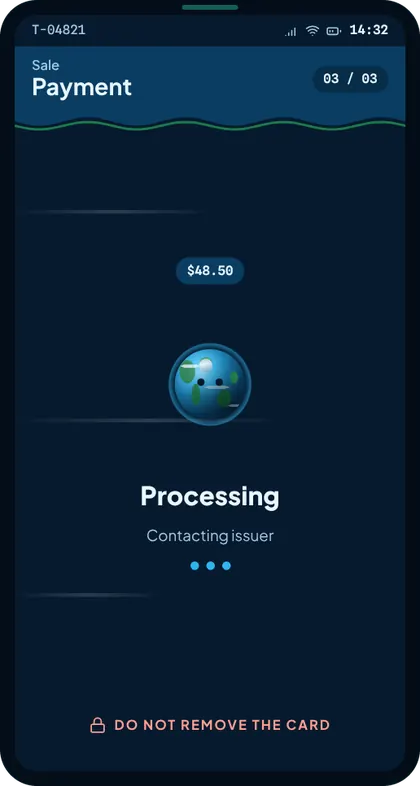 T-04821
14:32
Sale
Payment
03 / 03
$48.50
Processing
Contacting issuer
DO NOT REMOVE THE CARD